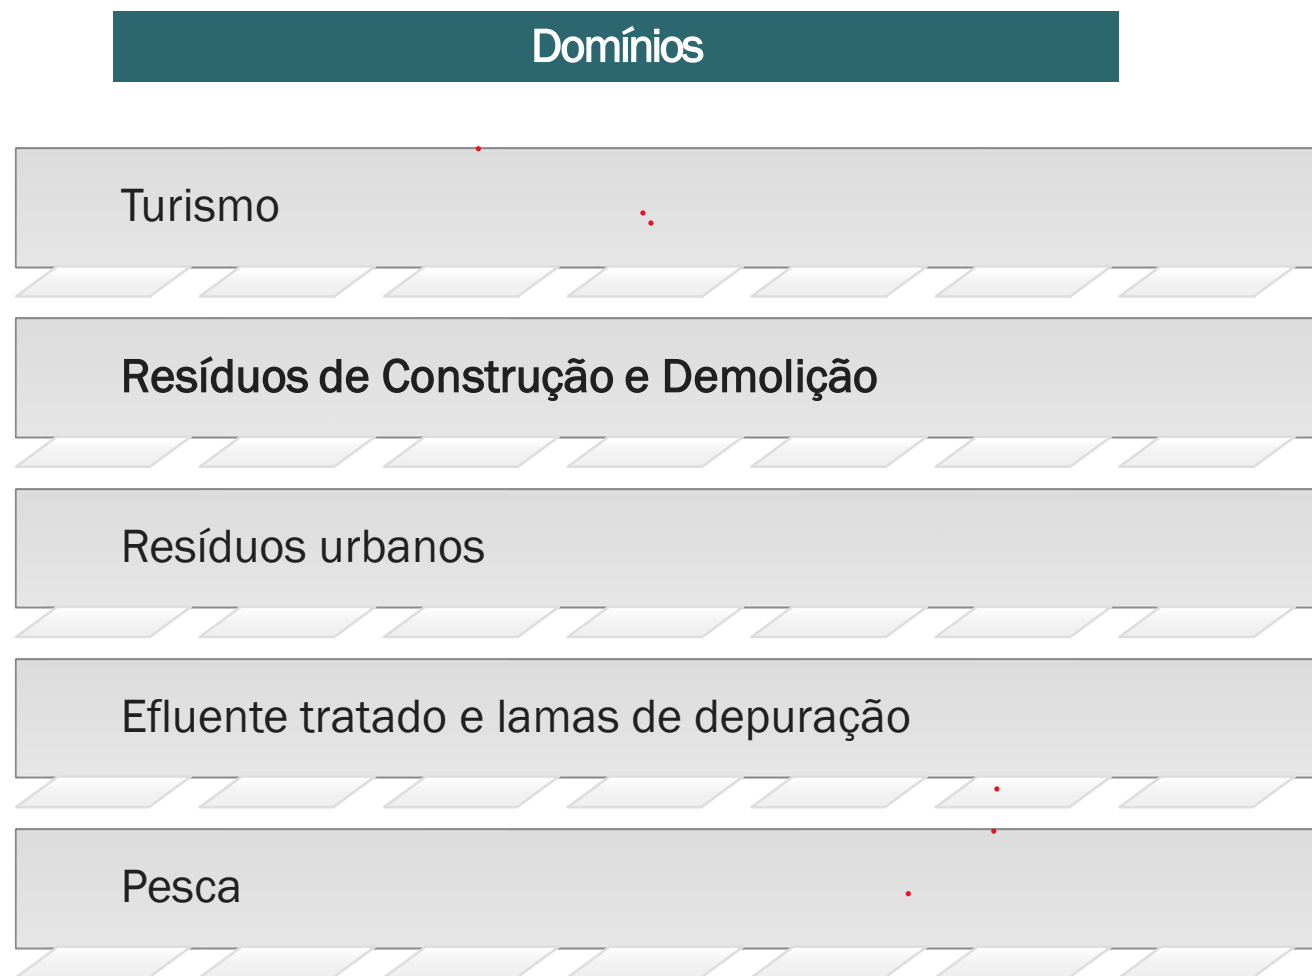 Domínios
Turismo
Resíduos de Construção e Demolição
Resíduos urbanos
Efluente tratado e lamas de depuração
Pesca